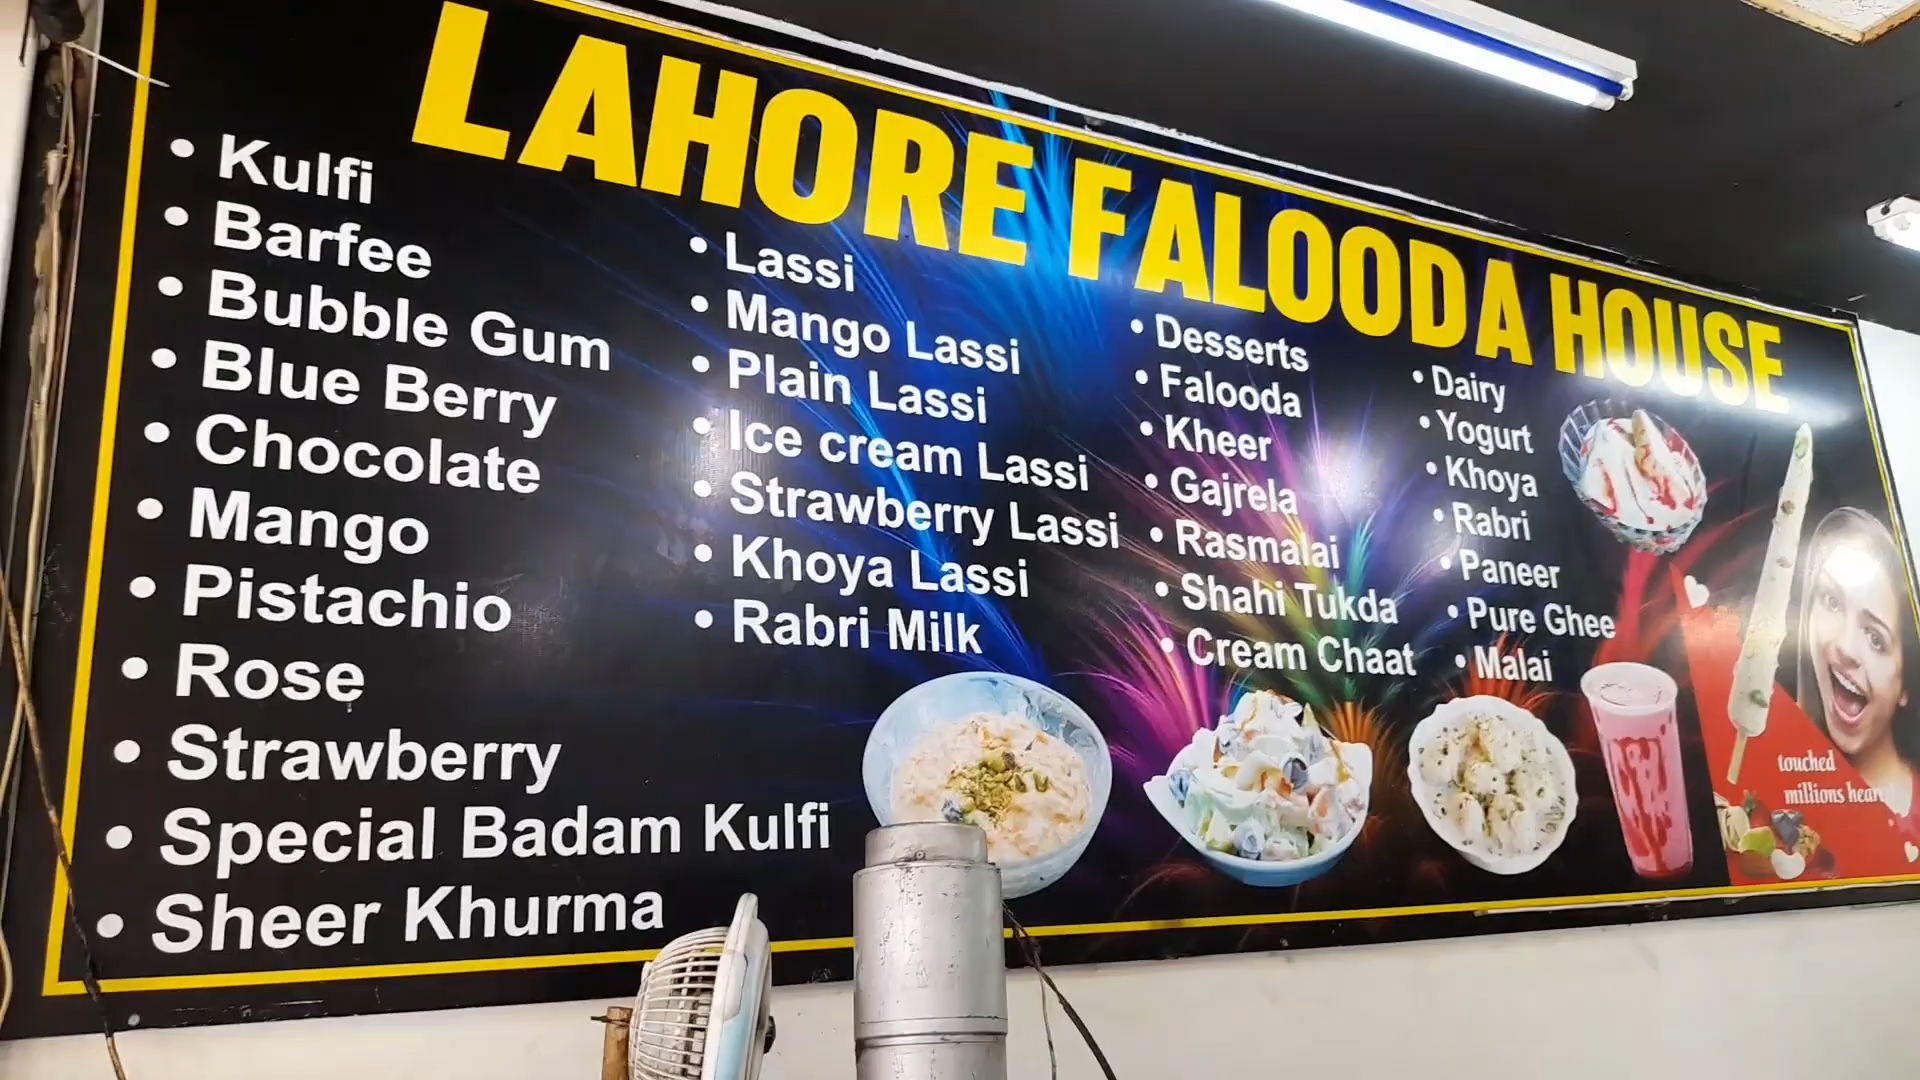 LAHORE FALOODA HOUSE
• Kulfi
• Barfee
• Bubble Gum
• Blue Berry
• Chocolate
• Mango
• Pistachio
• Rose
• Strawberry
• Special Badam Kulfi
• Sheer Khurma
• Lassi
• Mango Lassi
• Plain Lassi
• Ice cream Lassi
• Strawberry Lassi
• Khoya Lassi
• Rabri Milk
• Desserts
• Falooda
• Kheer
• Gajrela
• Rasmalai
• Shahi Tukda
• Cream Chaat
• Dairy
• Yogurt
• Khoya
• Rabri
• Paneer
• Pure Ghee
• Malai
touched
millions